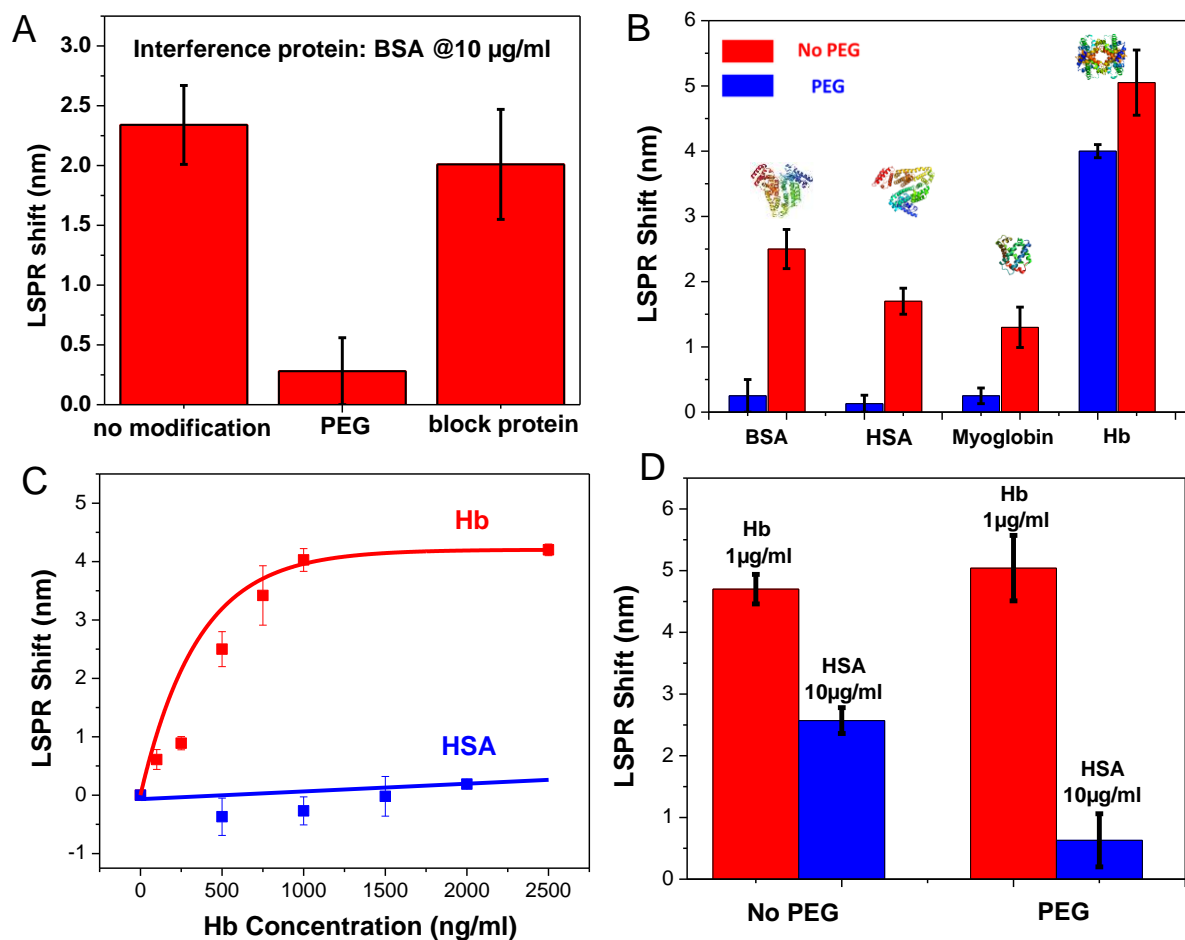 A
Interference protein: BSA @10 µg/ml
LSPR shift (nm)
3.0
2.5
2.0
1.5
1.0
0.5
0.0
no modification
PEG
block protein
B
No PEG
PEG
LSPR Shift (nm)
6
5
4
3
2
1
0
BSA
HSA
Myoglobin
Hb
C
Hb
HSA
LSPR Shift (nm)
5
4
3
2
1
0
-1
0
500
1000
1500
2000
2500
Hb Concentration (ng/ml)
D
Hb
1µg/ml
HSA
10µg/ml
Hb
1µg/ml
HSA
10µg/ml
LSPR Shift (nm)
6
5
4
3
2
1
0
No PEG
PEG